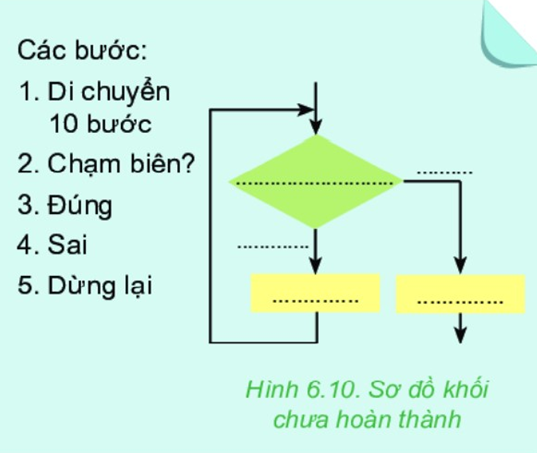 Các bước:
1. Di chuyển
10 bước
2. Chạm biên?
3. Đúng
4. Sai
5. Dừng lại
Hình 6.10. Sơ đồ khối
chưa hoàn thành